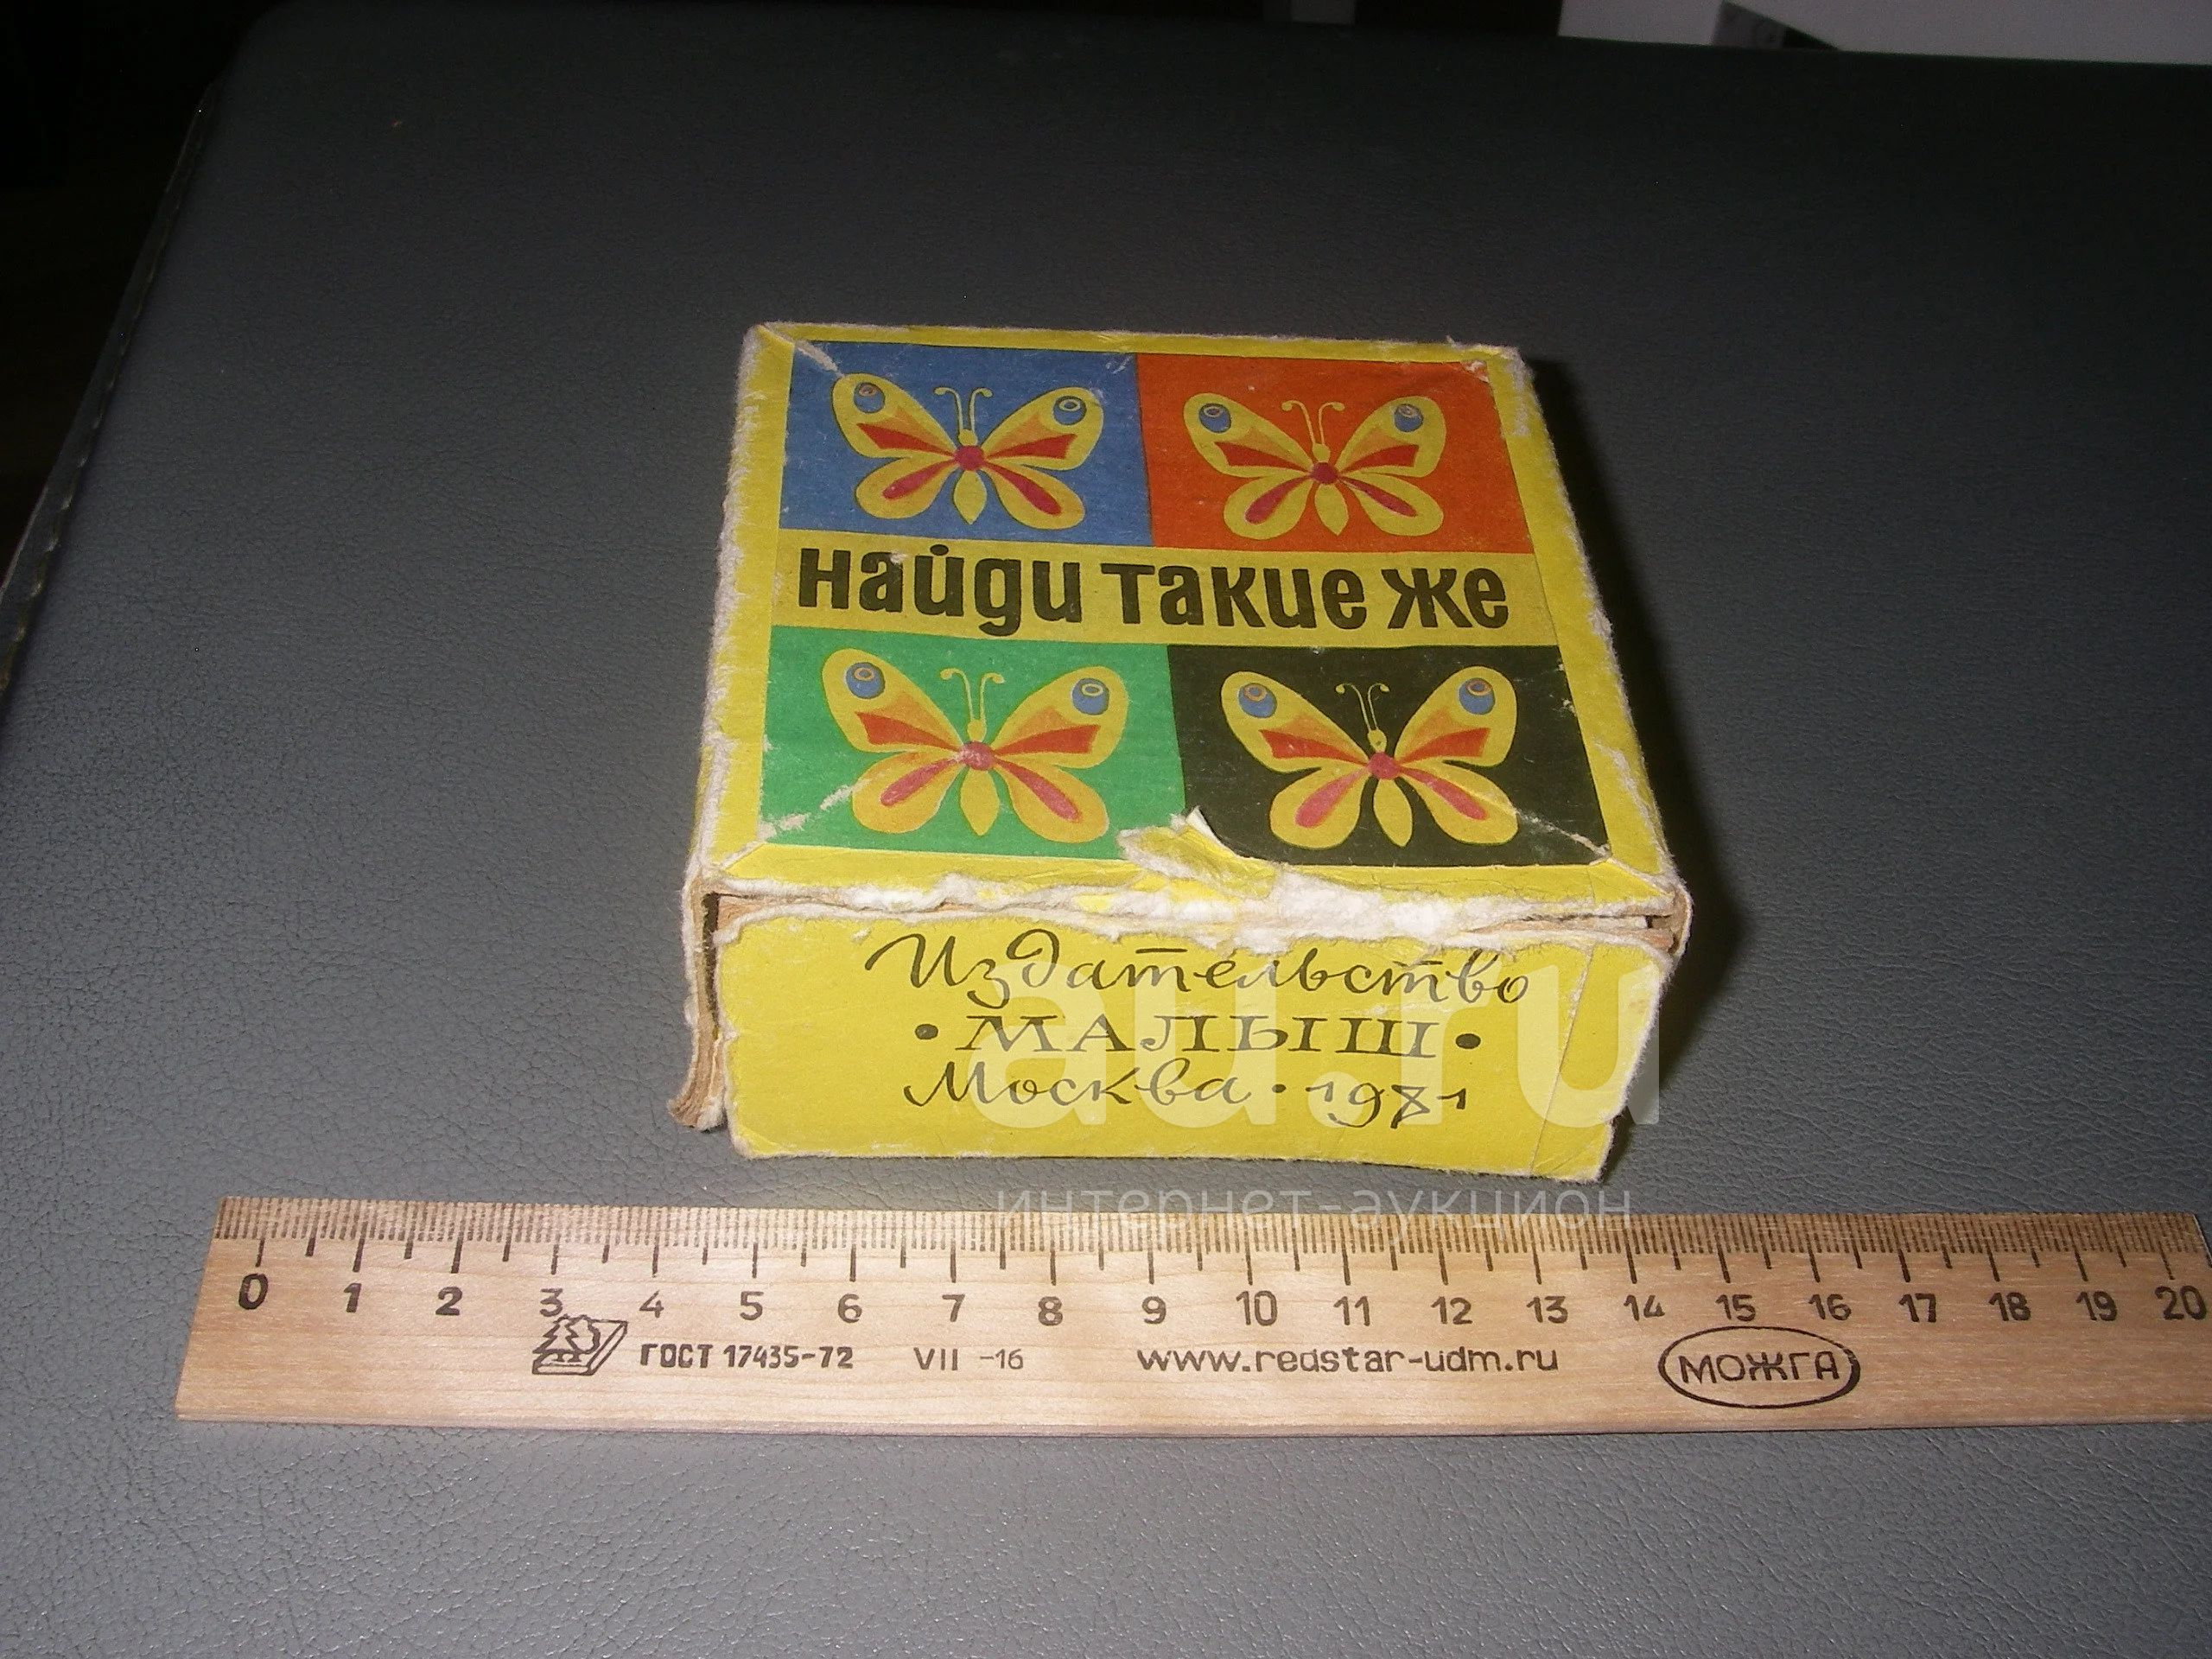 найди такие же
Издательство
• МАЛЫШ •
Москва • 1981
au.ru
интернет-аукцион
0 1 2 3 4 5 6 7 8 9 10 11 12 13 14 15 16 17 18 19 20
ГОСТ 17435-72 VII -16 www.redstar-udm.ru МОЖГА